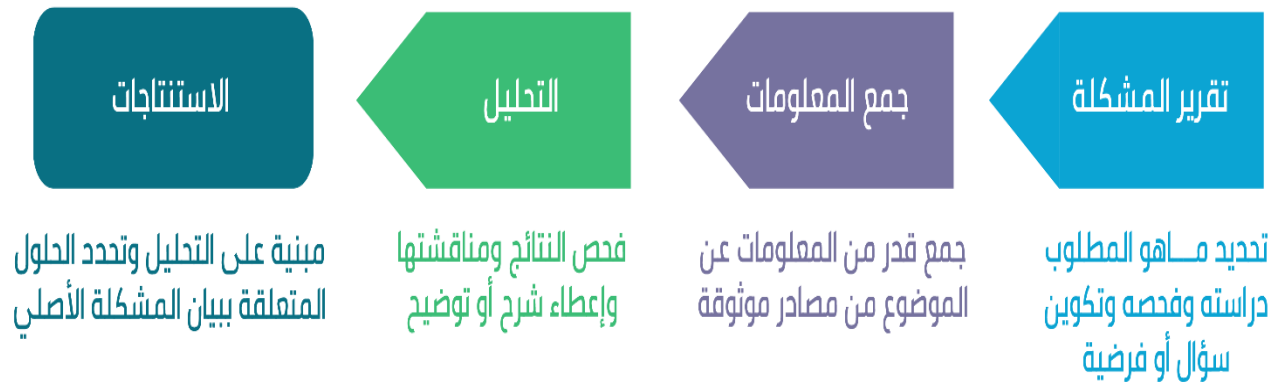 تقرير المشكلة
تحديد مـــاهو المطلوب
دراسته وفحصه وتكوين
سؤال أو فرضية
جمع المعلومات
جمع قدر من المعلومات عن
الموضوع من مصادر موثوقة
التحليل
فحص النتائج ومناقشتها
وإعطاء شرح أو توضيح
الاستنتاجات
مبنية على التحليل وتحدد الحلول
المتعلقة ببيان المشكلة الأصلي